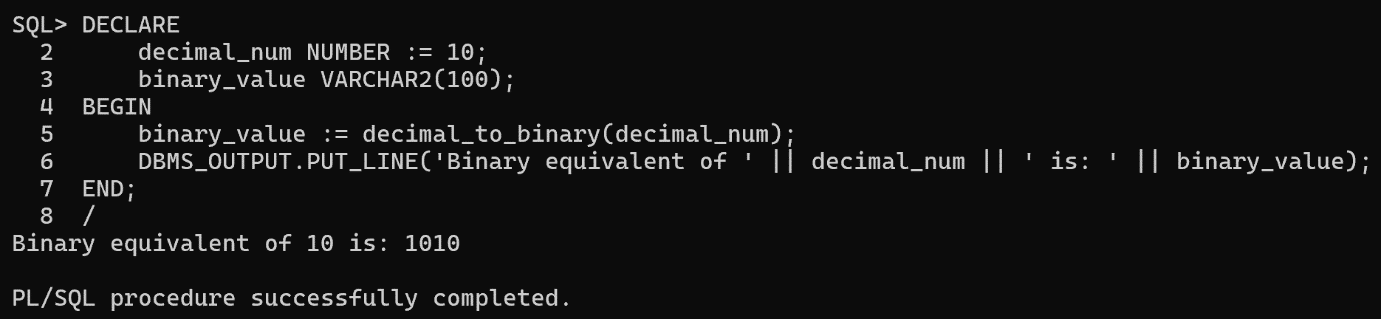 SQL> DECLARE
  2      decimal_num NUMBER := 10;
  3      binary_value VARCHAR2(100);
  4  BEGIN
  5      binary_value := decimal_to_binary(decimal_num);
  6      DBMS_OUTPUT.PUT_LINE('Binary equivalent of ' || decimal_num || ' is: ' || binary_value);
  7  END;
  8  /
Binary equivalent of 10 is: 1010

PL/SQL procedure successfully completed.